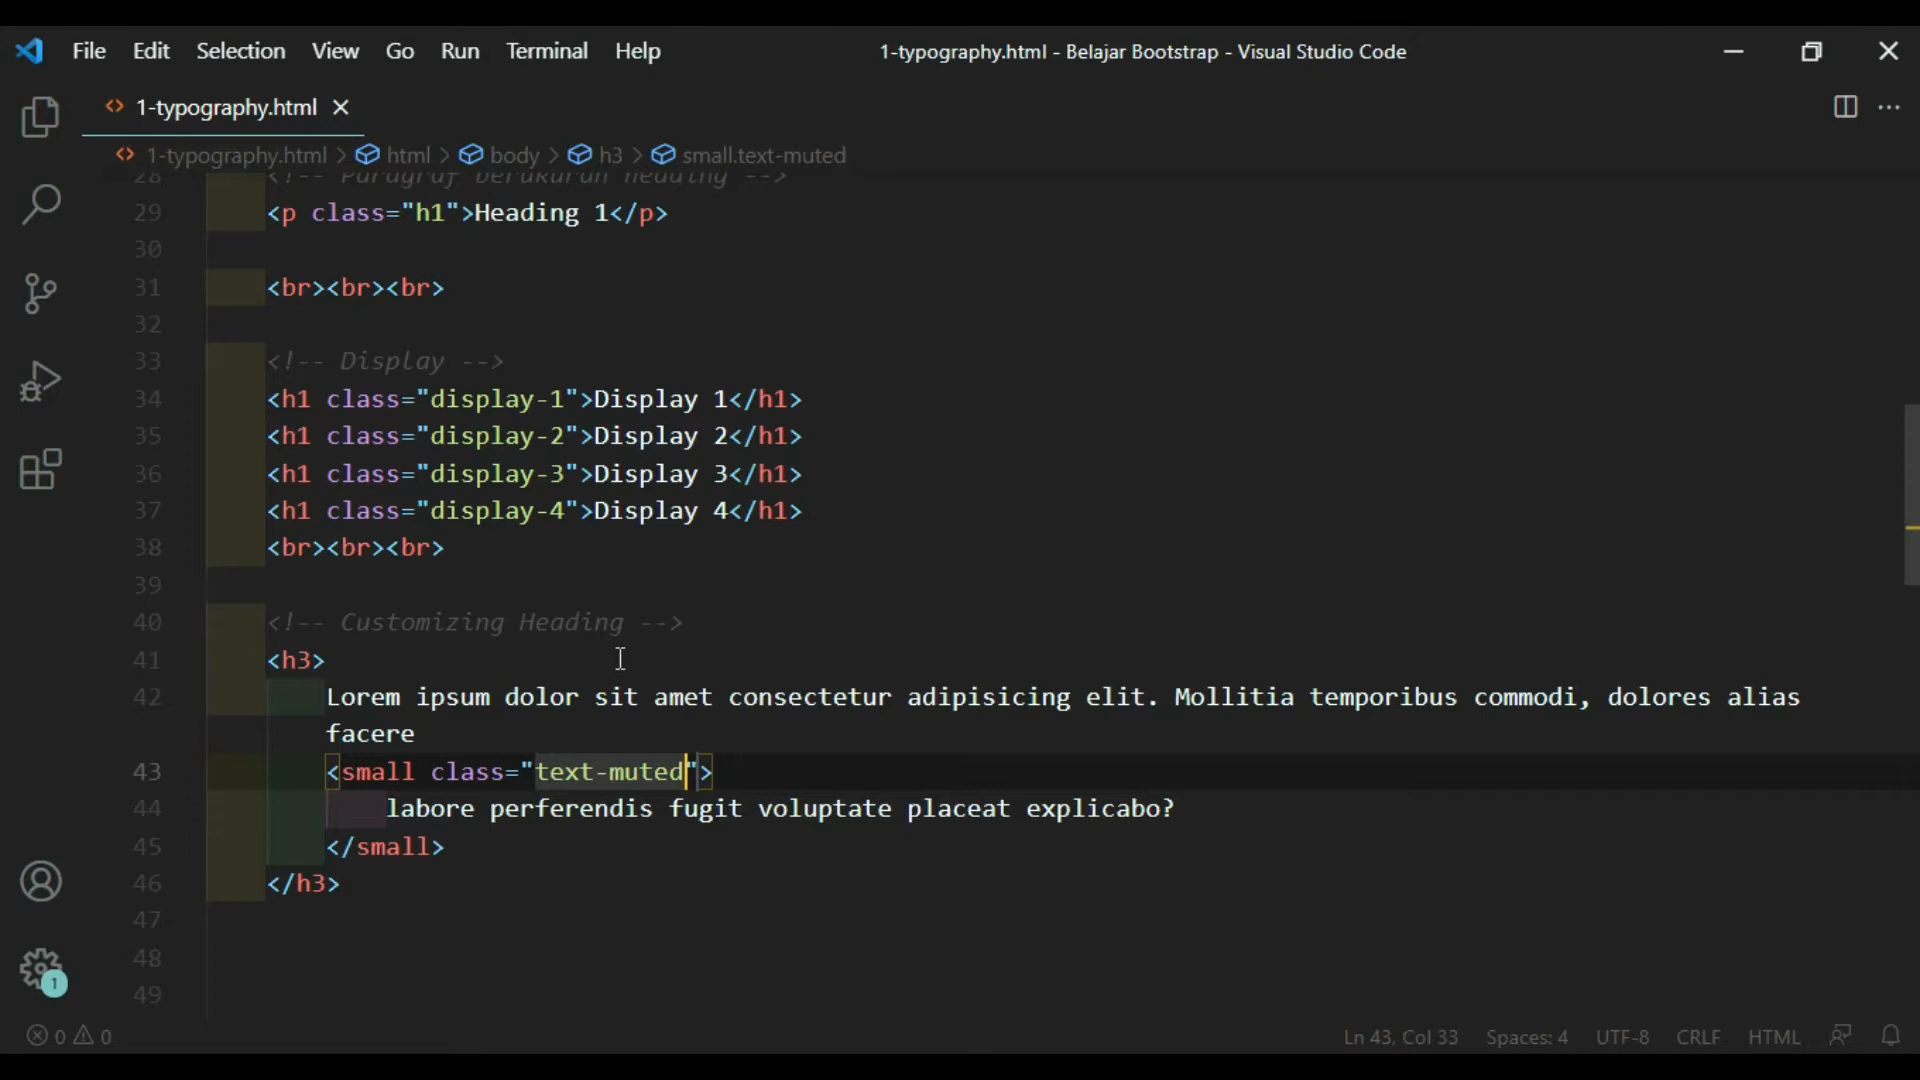 File Edit Selection View Go Run Terminal Help 1-typography.html - Belajar Bootstrap - Visual Studio Code
1-typography.html
1-typography.html > html > body > h3 > small.text-muted
28 <!-- Paragraf berukuran heading -->
29 <p class="h1">Heading 1</p>
30
31 <br><br><br>
32
33 <!-- Display -->
34 <h1 class="display-1">Display 1</h1>
35 <h1 class="display-2">Display 2</h1>
36 <h1 class="display-3">Display 3</h1>
37 <h1 class="display-4">Display 4</h1>
38 <br><br><br>
39
40 <!-- Customizing Heading -->
41 <h3>
42 Lorem ipsum dolor sit amet consectetur adipisicing elit. Mollitia temporibus commodi, dolores alias
facere
43 <small class="text-muted">
44 labore perferendis fugit voluptate placeat explicabo?
45 </small>
46 </h3>
47
48
49
1
0 0 Ln 43, Col 33 Spaces: 4 UTF-8 CRLF HTML